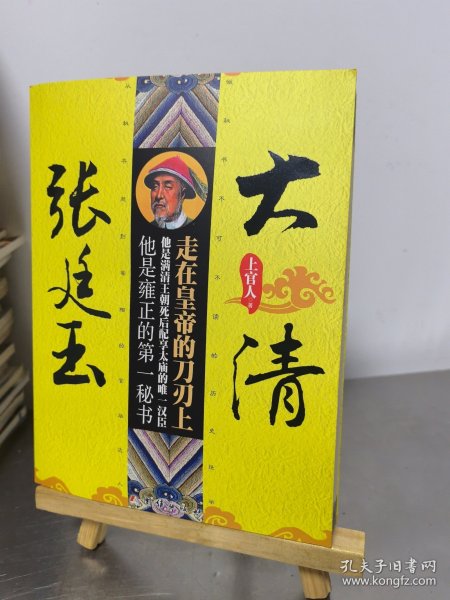 大清
张廷玉
上官人 著
走在皇帝的刀刃上
他是满清王朝死后配享太庙的唯一汉臣
他是雍正的第一秘书
孔夫子旧书网
www.kongfz.com